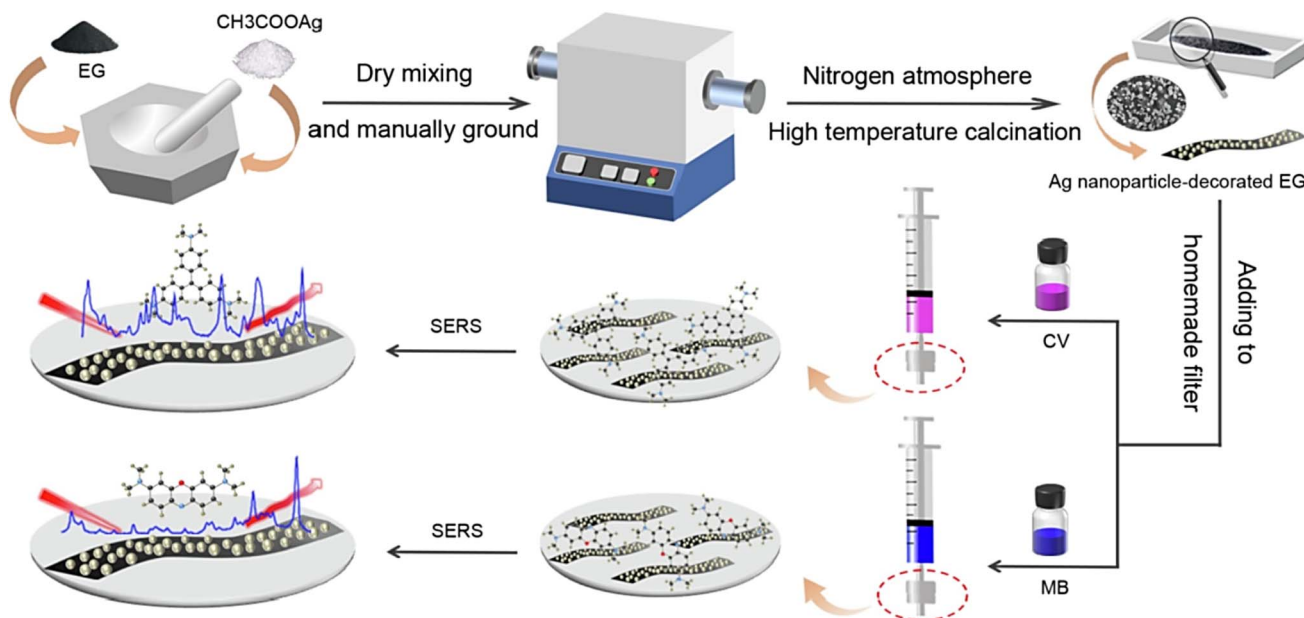 CH3COOAg
EG
Dry mixing
and manually ground
Nitrogen atmosphere
High temperature calcination
Ag nanoparticle-decorated EG
Adding to
homemade filter
CV
SERS
MB
SERS